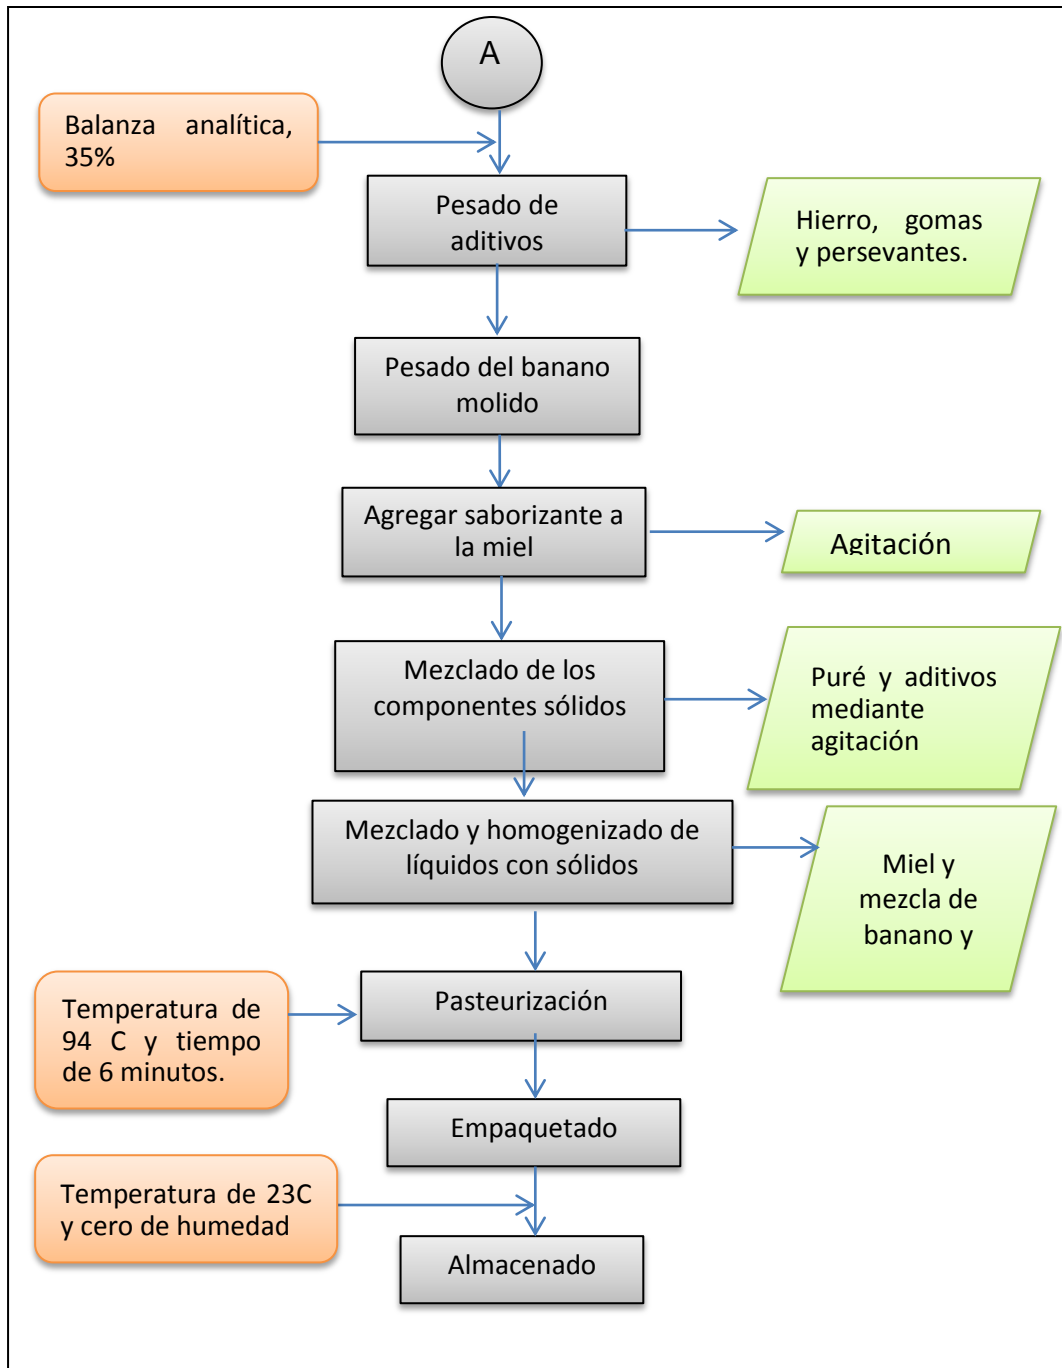 A
Balanza analítica,
35%
Pesado de
aditivos
Hierro, gomas
y persevantes.
Pesado del banano
molido
Agregar saborizante a
la miel
Agitación
Mezclado de los
componentes sólidos
Puré y aditivos
mediante
agitación
Mezclado y homogenizado de
líquidos con sólidos
Miel y
mezcla de
banano y
Temperatura de
94 C y tiempo
de 6 minutos.
Pasteurización
Empaquetado
Temperatura de 23C
y cero de humedad
Almacenado